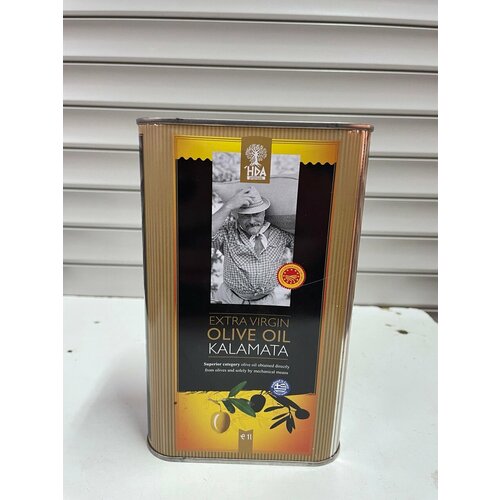 HDA
EXTRA VIRGIN
OLIVE OIL
KALAMATA
Superior category olive oil obtained directly
from olives and solely by mechanical means
e 1l